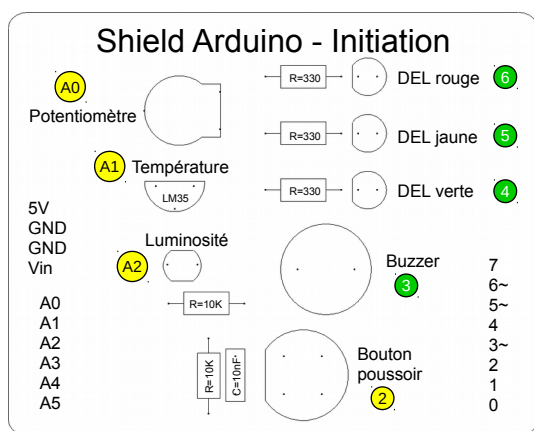 Shield Arduino - Initiation
A0
Potentiomètre
R=330
DEL rouge
6
R=330
DEL jaune
5
A1
Température
LM35
R=330
DEL verte
4
5V
GND
GND
Vin
A2
Luminosité
Buzzer
3
R=10K
A0
A1
A2
A3
A4
A5
R=10K
C=10nF
Bouton
poussoir
2
7
6~
5~
4
3~
2
1
0